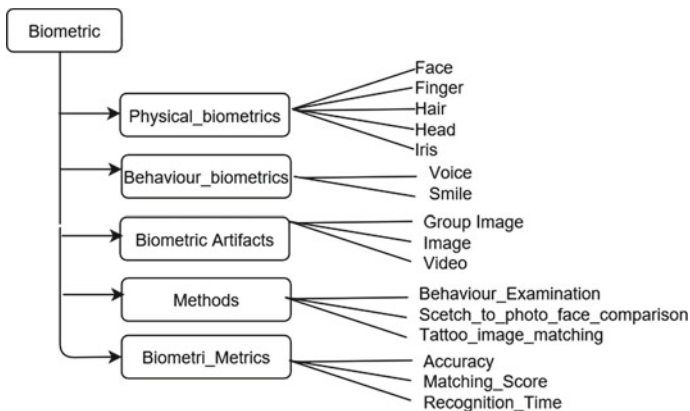 Biometric
Physical_biometrics
Face
Finger
Hair
Head
Iris
Behaviour_biometrics
Voice
Smile
Biometric Artifacts
Group Image
Image
Video
Methods
Behaviour_Examination
Scetch_to_photo_face_comparison
Tattoo_image_matching
Biometri_Metrics
Accuracy
Matching_Score
Recognition_Time